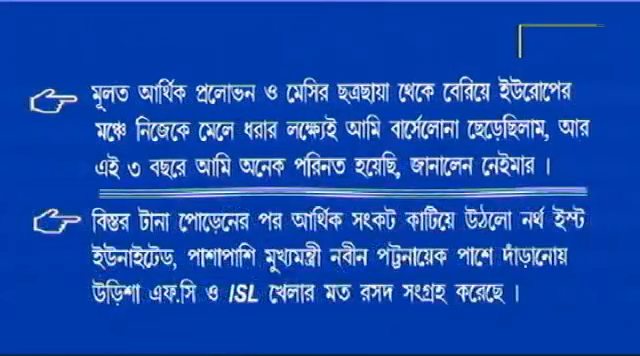 মূলত আর্থিক প্রলোভন ও মেসির ছত্রছায়া থেকে বেরিয়ে ইউরোপের
মঞ্চে নিজেকে মেলে ধরার লক্ষ্যেই আমি বার্সেলোনা ছেড়েছিলাম, আর
এই ৩ বছরে আমি অনেক পরিনত হয়েছি, জানালেন নেইমার ।
বিস্তর টানা পোড়েনের পর আর্থিক সংকট কাটিয়ে উঠলো নর্থ ইস্ট
ইউনাইটেড, পাশাপাশি মুখ্যমন্ত্রী নবীন পট্টনায়েক পাশে দাঁড়ানোয়
উড়িশা এফ.সি ও ISL খেলার মত রসদ সংগ্রহ করেছে ।